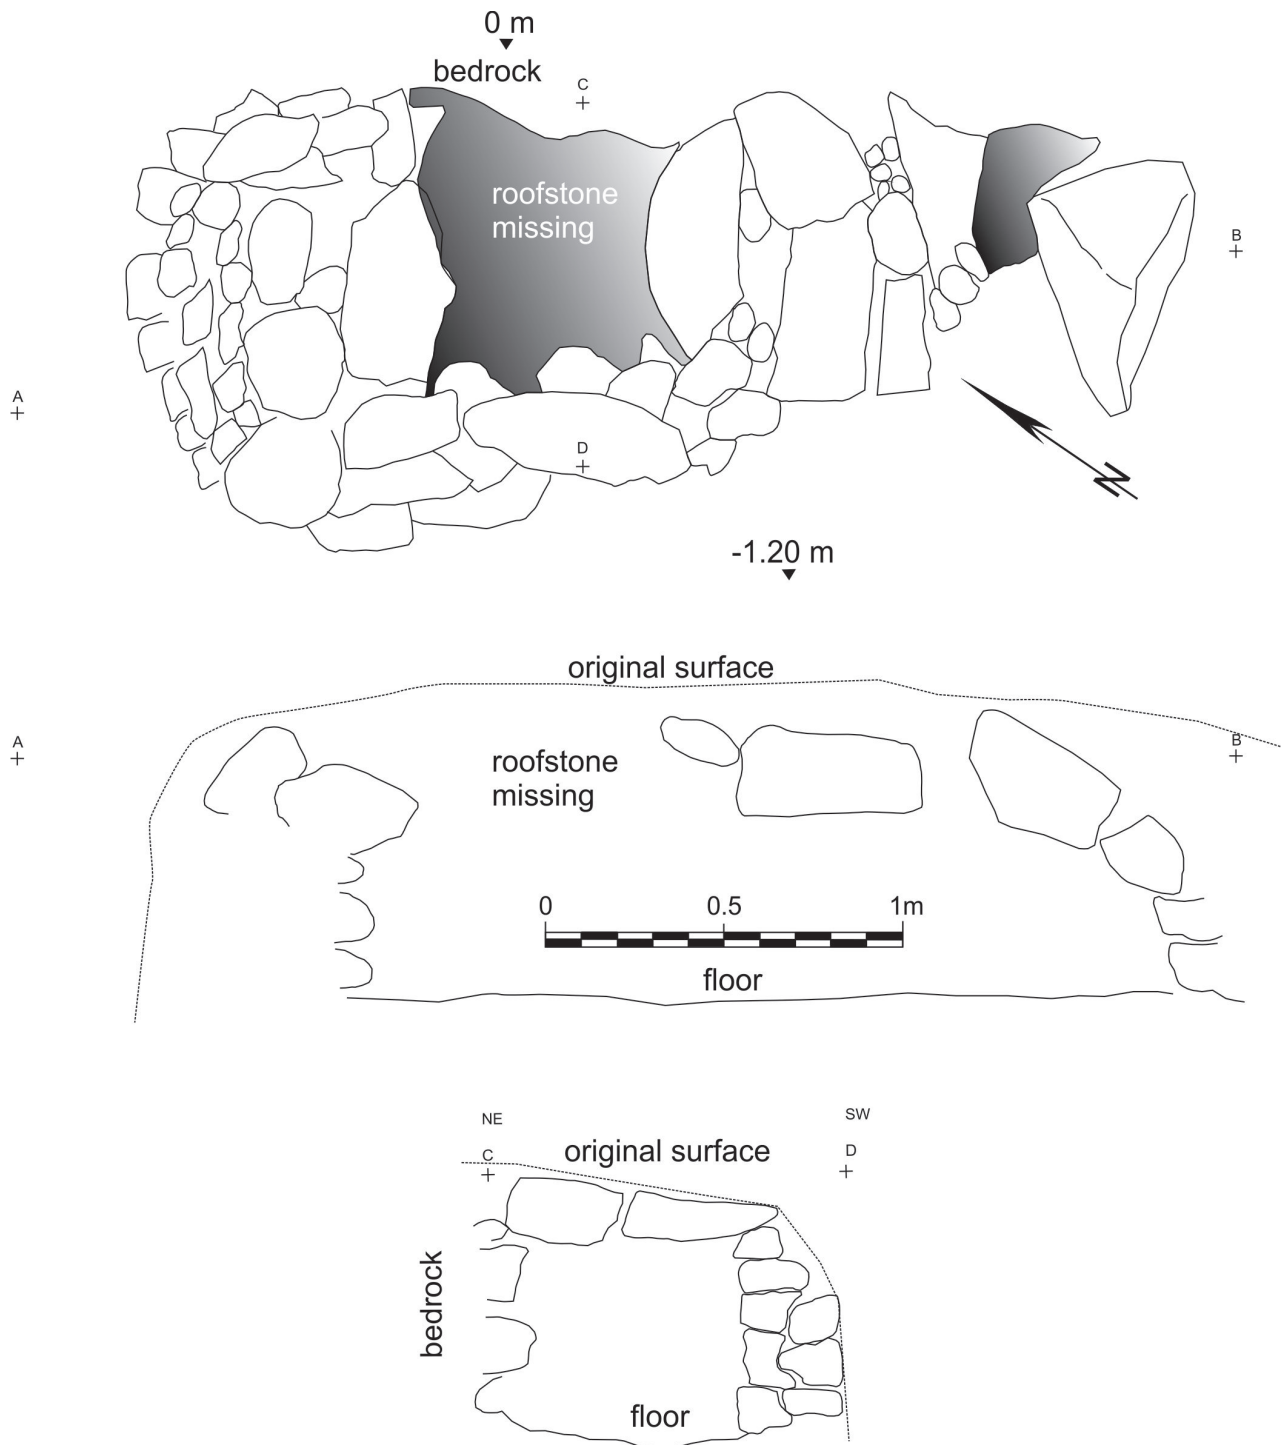 0 m
bedrock
C
roofstone
missing
B
A
D
N
-1.20 m
original surface
A
roofstone
missing
B
0 0.5 1m
floor
NE
SW
original surface
C
D
bedrock
floor